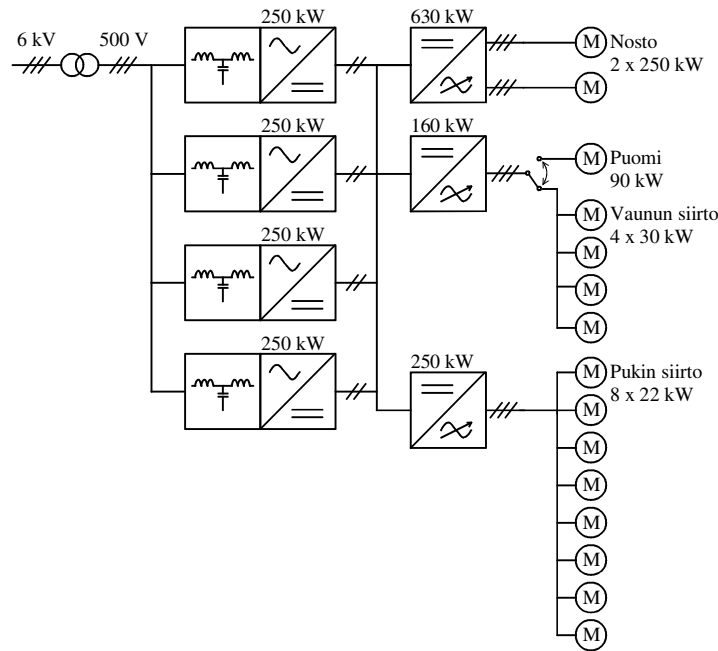 250 kW
630 kW
6 kV
500 V
M
Nosto
2 x 250 kW
M
250 kW
160 kW
M
Puomi
90 kW
M
Vaunun siirto
4 x 30 kW
250 kW
M
M
M
250 kW
250 kW
M
Pukin siirto
8 x 22 kW
M
M
M
M
M
M
M